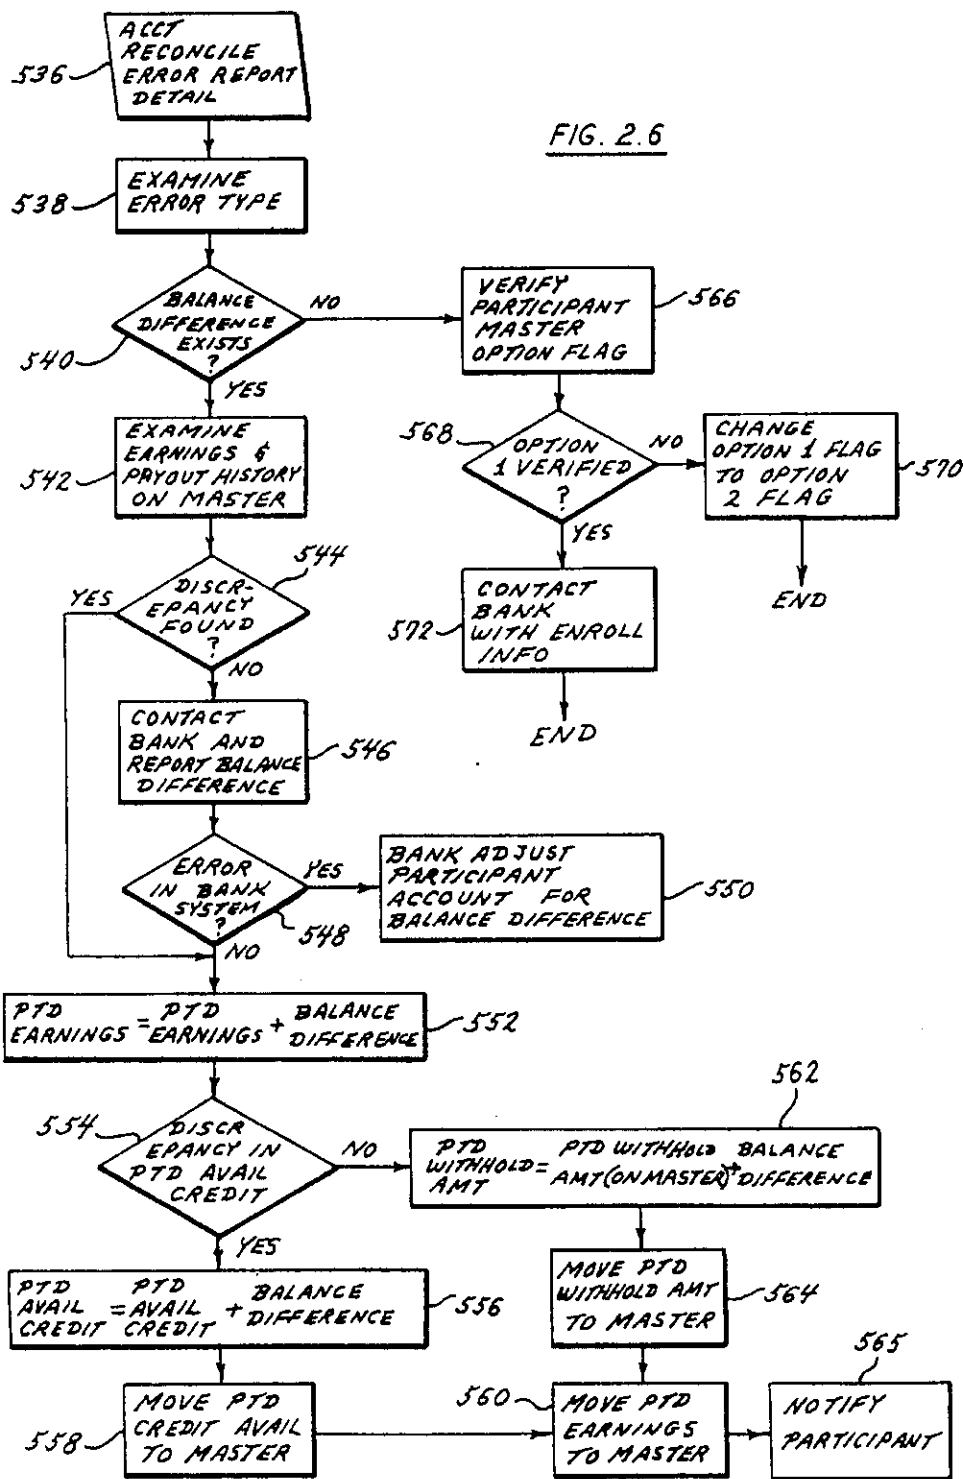 ACCT
RECONCILE
ERROR REPORT
DETAIL
536
FIG. 2.6
EXAMINE
ERROR TYPE
538
BALANCE
DIFFERENCE
EXISTS
?
540
NO
YES
VERIFY
PARTICIPANT
MASTER
OPTION FLAG
566
EXAMINE
EARNINGS &
PAYOUT HISTORY
ON MASTER
542
OPTION
1 VERIFIED
?
568
NO
YES
CHANGE
OPTION 1 FLAG
TO OPTION
2 FLAG
570
END
DISCR-
EPANCY
FOUND
?
544
YES
NO
CONTACT
BANK
WITH ENROLL
INFO
572
END
CONTACT
BANK AND
REPORT BALANCE
DIFFERENCE
546
ERROR
IN BANK
SYSTEM
?
548
YES
NO
BANK ADJUST
PARTICIPANT
ACCOUNT FOR
BALANCE DIFFERENCE
550
PTD PTD BALANCE
EARNINGS = EARNINGS + DIFFERENCE
552
DISCR
EPANCY IN
PTD AVAIL
CREDIT
554
NO
YES
562
PTD PTD WITHHOLD BALANCE
WITHHOLD =
AMT AMT (ON MASTER) + DIFFERENCE
PTD PTD BALANCE
AVAIL = AVAIL + DIFFERENCE
CREDIT CREDIT
556
MOVE PTD
WITHHOLD AMT
TO MASTER
564
MOVE PTD
CREDIT AVAIL
TO MASTER
558
MOVE PTD
EARNINGS
TO MASTER
560
NOTIFY
PARTICIPANT
565